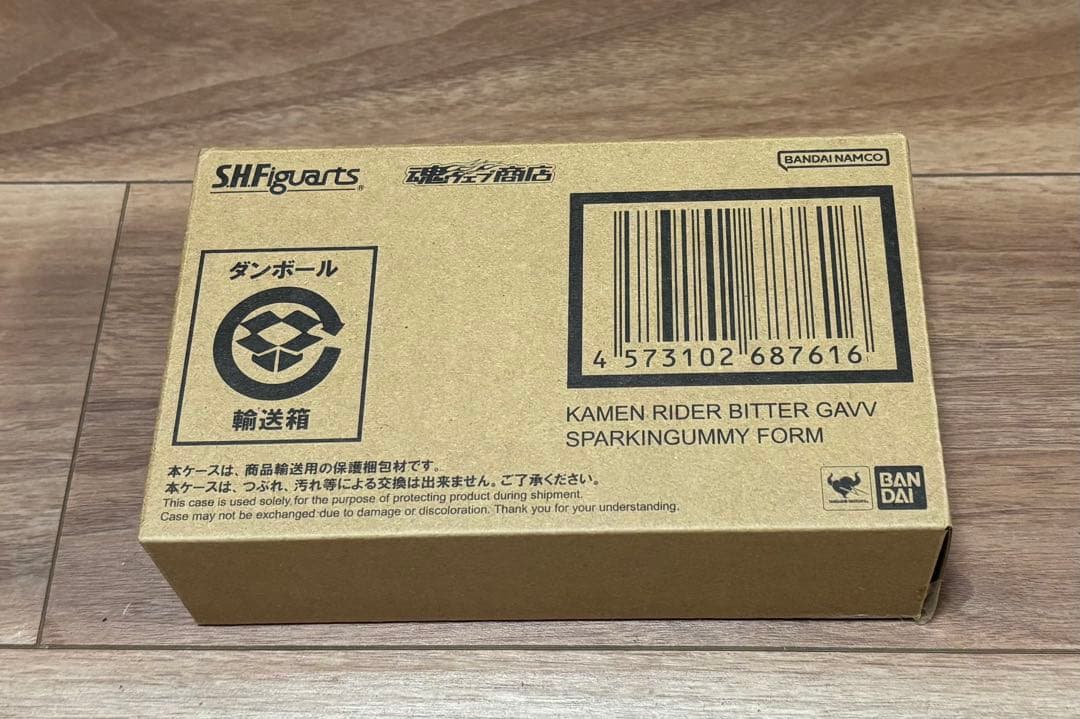 S.H.Figuarts®
魂ウェブ商店
BANDAI NAMCO
ダンボール
輸送箱
4 573102 687616
KAMEN RIDER BITTER GAVV
SPARKINGUMMY FORM
本ケースは、商品輸送用の保護梱包材です。
本ケースは、つぶれ、汚れ等による交換は出来ません。ご了承ください。
This case is used solely for the purpose of protecting product during shipment.
Case may not be exchanged due to damage or discoloration. Thank you for your understanding.
BAN
DAI